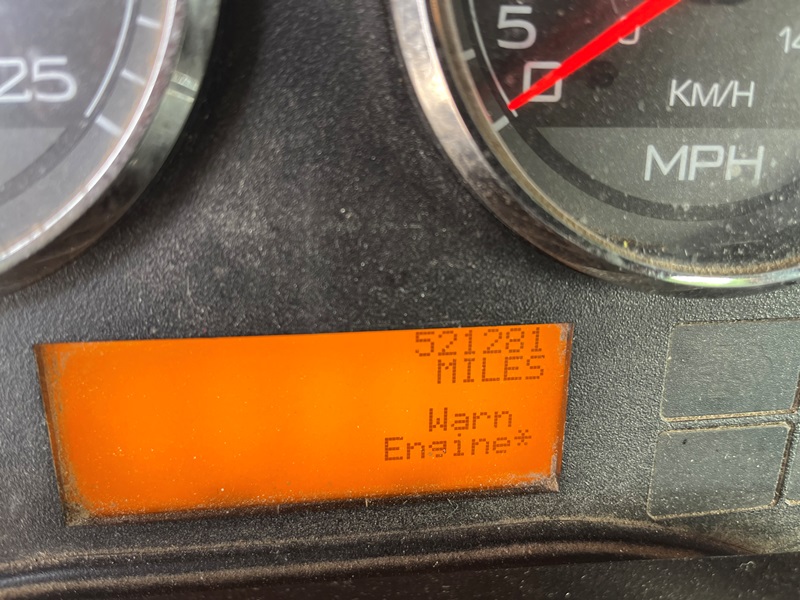 25
5
0
KM/H
MPH
521281
MILES
Warn
Engine*